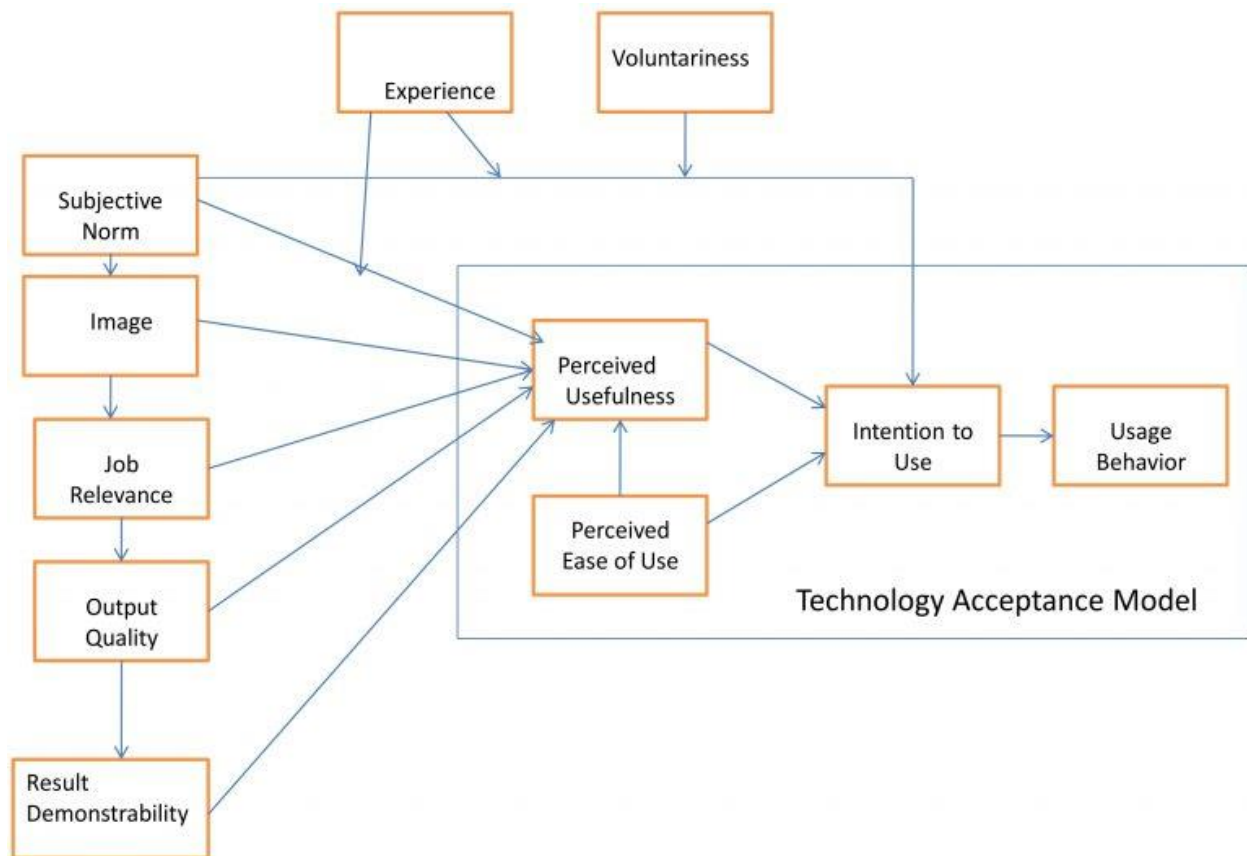 Experience
Voluntariness
Subjective
Norm
Image
Job
Relevance
Output
Quality
Result
Demonstrability
Perceived
Usefulness
Perceived
Ease of Use
Intention to
Use
Usage
Behavior
Technology Acceptance Model